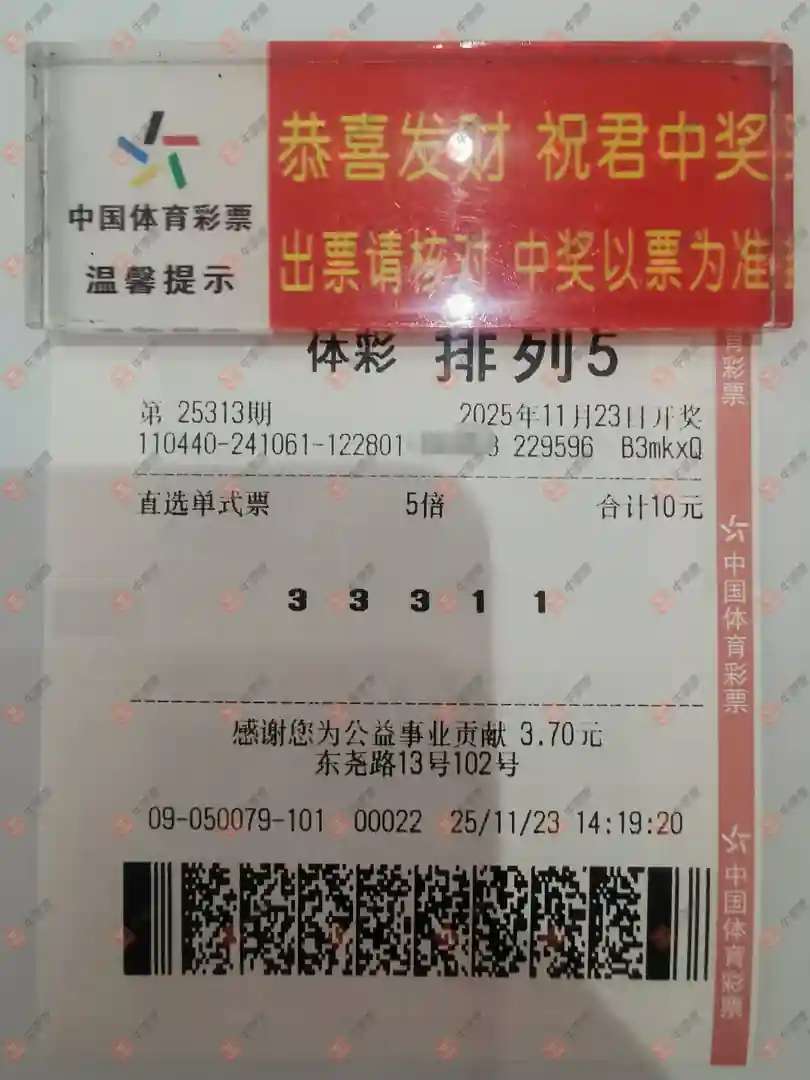 恭喜发财 祝君中奖
中国体育彩票
温馨提示
出票请核对 中奖以票为准
体彩 排列5
第 25313期 2025年11月23日开奖
110440-241061-122801 229596 B3mkxQ
直选单式票 5倍 合计10元
3 3 3 1 1
感谢您为公益事业贡献 3.70元
东尧路13号102号
09-050079-101 00022 25/11/23 14:19:20
育彩票
中国体育彩票
中国体育彩票